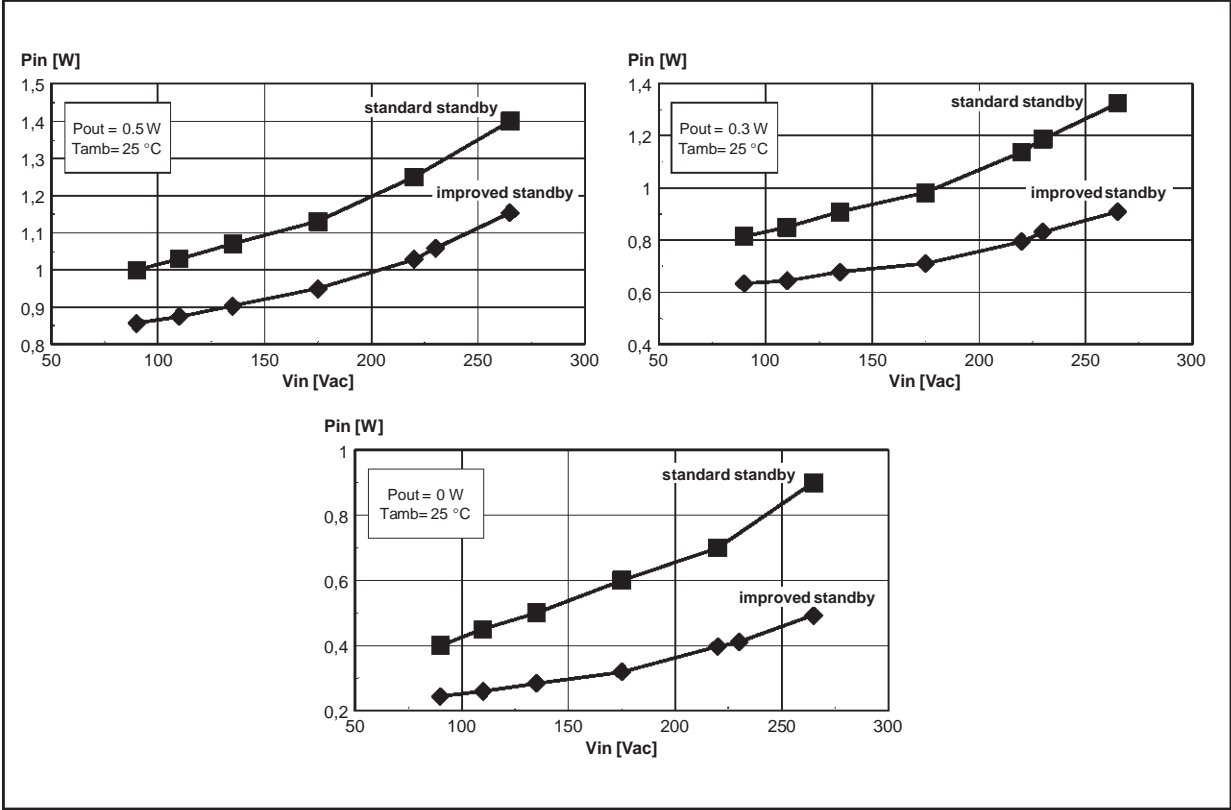 Pin [W]
1,5
1,4
1,3
1,2
1,1
1
0,9
0,8
50
100
150
200
250
300
Vin [Vac]
Pout = 0.5 W
Tamb= 25 °C
standard standby
improved standby
Pin [W]
1,4
1,2
1
0,8
0,6
0,4
50
100
150
200
250
300
Vin [Vac]
Pout = 0.3 W
Tamb= 25 °C
standard standby
improved standby
Pin [W]
1
0,8
0,6
0,4
0,2
50
100
150
200
250
300
Vin [Vac]
Pout = 0 W
Tamb= 25 °C
standard standby
improved standby